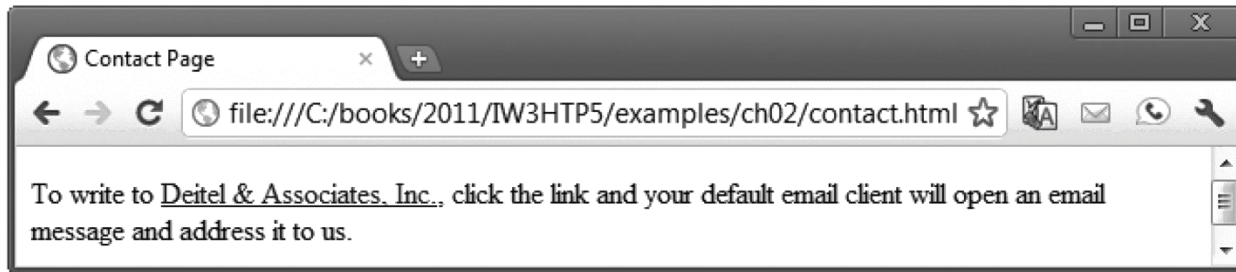 Contact Page
file:///C:/books/2011/IW3HTP5/examples/ch02/contact.html
To write to Deitel & Associates, Inc., click the link and your default email client will open an email
message and address it to us.